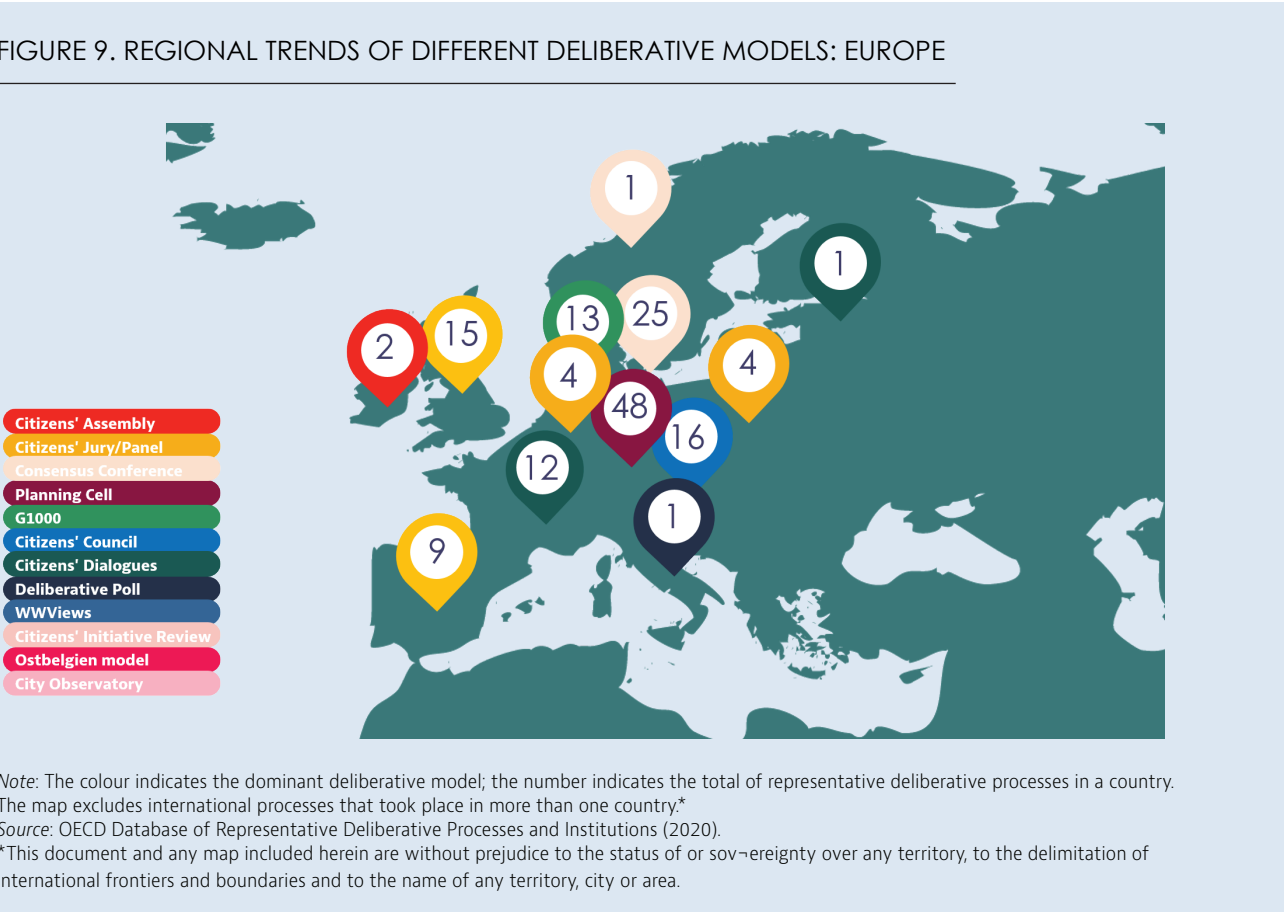 FIGURE 9. REGIONAL TRENDS OF DIFFERENT DELIBERATIVE MODELS: EUROPE
1
1
13
25
2
15
4
4
48
16
12
1
9
Citizens' Assembly
Citizens' Jury/Panel
Consensus Conference
Planning Cell
G1000
Citizens' Council
Citizens' Dialogues
Deliberative Poll
WWViews
Citizens' Initiative Review
Ostbelgien model
City Observatory
Note: The colour indicates the dominant deliberative model; the number indicates the total of representative deliberative processes in a country.
The map excludes international processes that took place in more than one country.*
Source: OECD Database of Representative Deliberative Processes and Institutions (2020).
*This document and any map included herein are without prejudice to the status of or sov¬ereignty over any territory, to the delimitation of
international frontiers and boundaries and to the name of any territory, city or area.